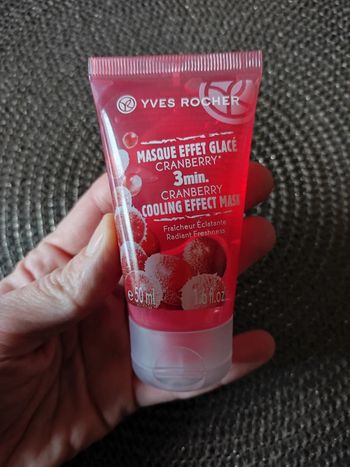 YVES ROCHER
MASQUE EFFET GLACÉ
CRANBERRY*
3min.
CRANBERRY
COOLING EFFECT MASK
Fraîcheur Éclatante
Radiant Freshness
e 50 ml 1.6 fl.oz